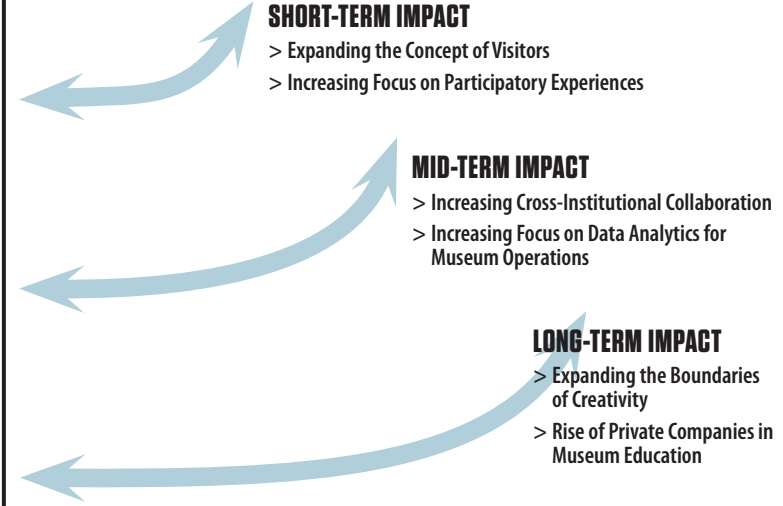 SHORT-TERM IMPACT
> Expanding the Concept of Visitors
> Increasing Focus on Participatory Experiences
MID-TERM IMPACT
> Increasing Cross-Institutional Collaboration
> Increasing Focus on Data Analytics for
Museum Operations
LONG-TERM IMPACT
> Expanding the Boundaries
of Creativity
> Rise of Private Companies in
Museum Education